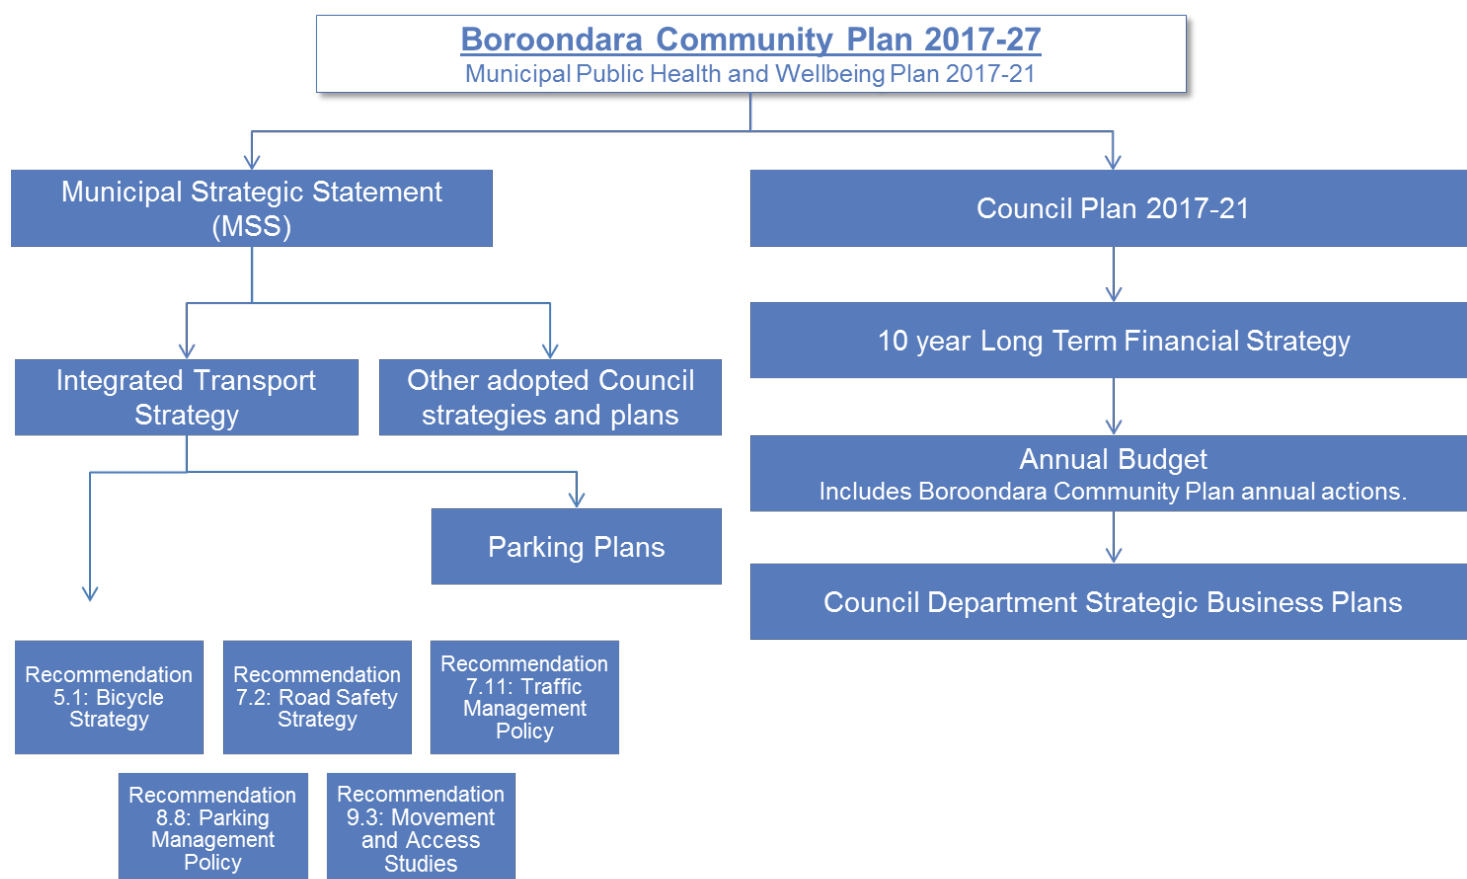 Boroondara Community Plan 2017-27
Municipal Public Health and Wellbeing Plan 2017-21
Municipal Strategic Statement
(MSS)
Council Plan 2017-21
10 year Long Term Financial Strategy
Integrated Transport
Strategy
Other adopted Council
strategies and plans
Annual Budget
Includes Boroondara Community Plan annual actions.
Parking Plans
Council Department Strategic Business Plans
Recommendation
5.1: Bicycle
Strategy
Recommendation
7.2: Road Safety
Strategy
Recommendation
7.11: Traffic
Management
Policy
Recommendation
8.8: Parking
Management
Policy
Recommendation
9.3: Movement
and Access
Studies